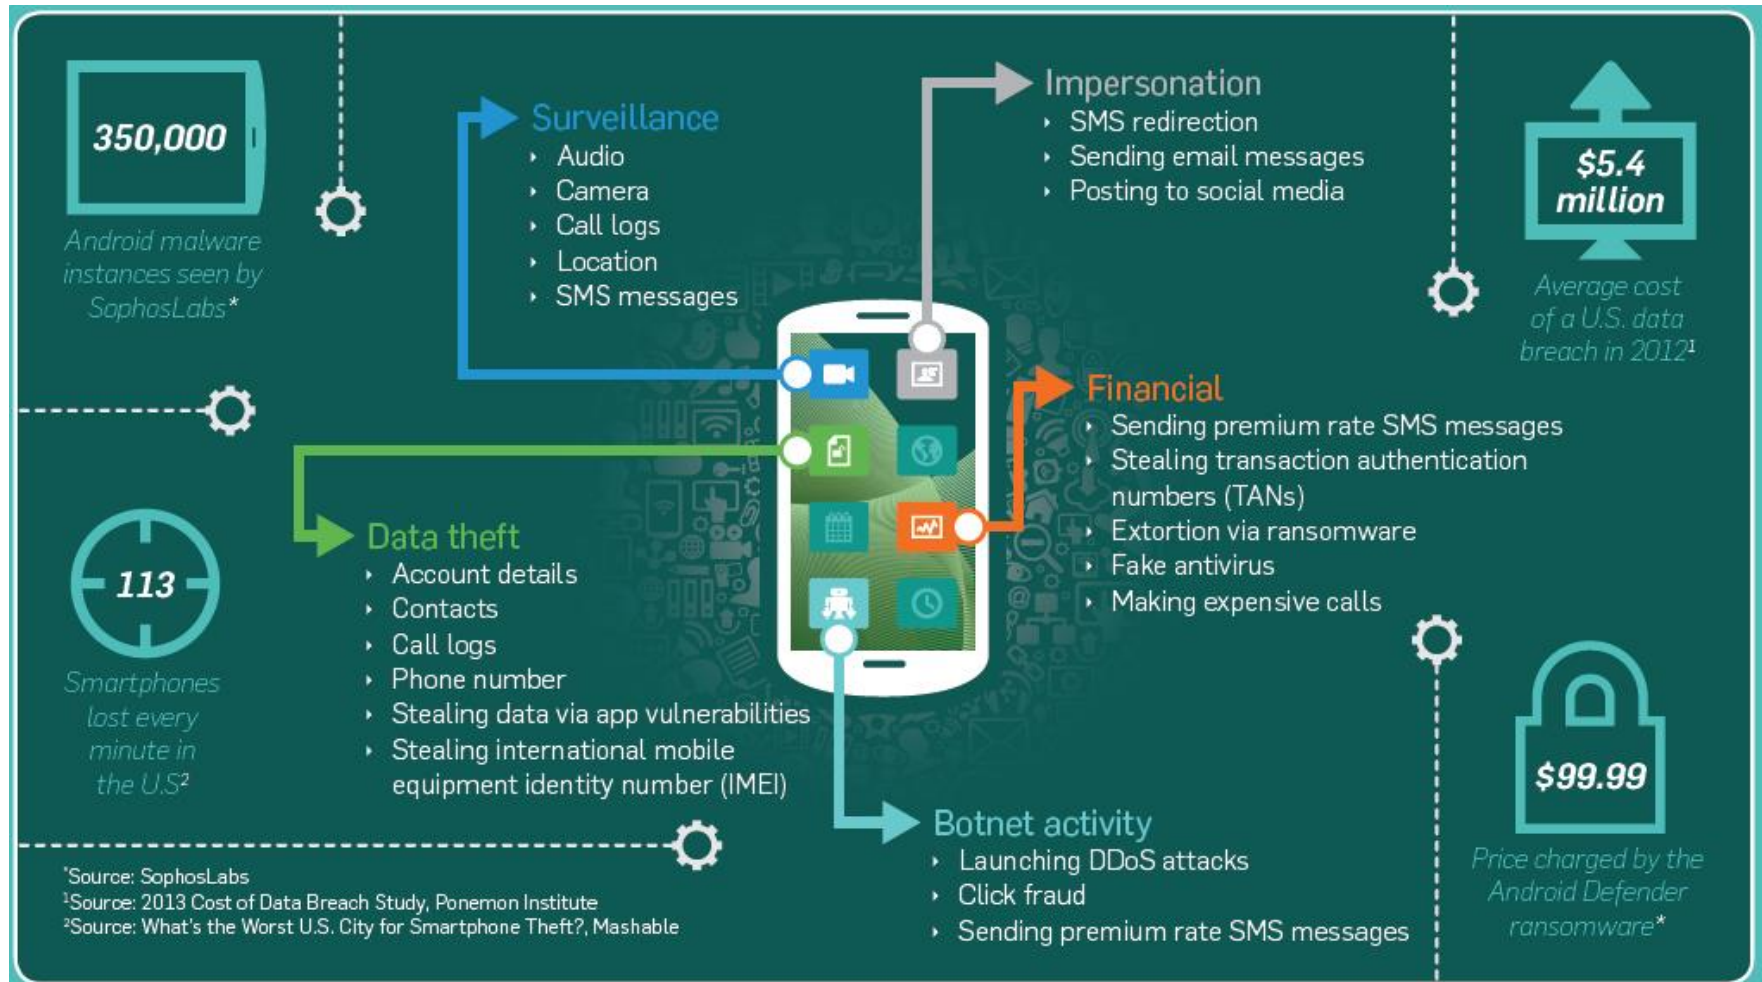 350,000
Android malware
instances seen by
SophosLabs*
Surveillance
Audio
Camera
Call logs
Location
SMS messages
Impersonation
SMS redirection
Sending email messages
Posting to social media
$5.4
million
Average cost
of a U.S. data
breach in 2012¹
Financial
Sending premium rate SMS messages
Stealing transaction authentication
numbers (TANs)
Extortion via ransomware
Fake antivirus
Making expensive calls
113
Smartphones
lost every
minute in
the U.S²
Data theft
Account details
Contacts
Call logs
Phone number
Stealing data via app vulnerabilities
Stealing international mobile
equipment identity number (IMEI)
Botnet activity
Launching DDoS attacks
Click fraud
Sending premium rate SMS messages
$99.99
Price charged by the
Android Defender
ransomware*
*Source: SophosLabs
¹Source: 2013 Cost of Data Breach Study, Ponemon Institute
²Source: What's the Worst U.S. City for Smartphone Theft?, Mashable